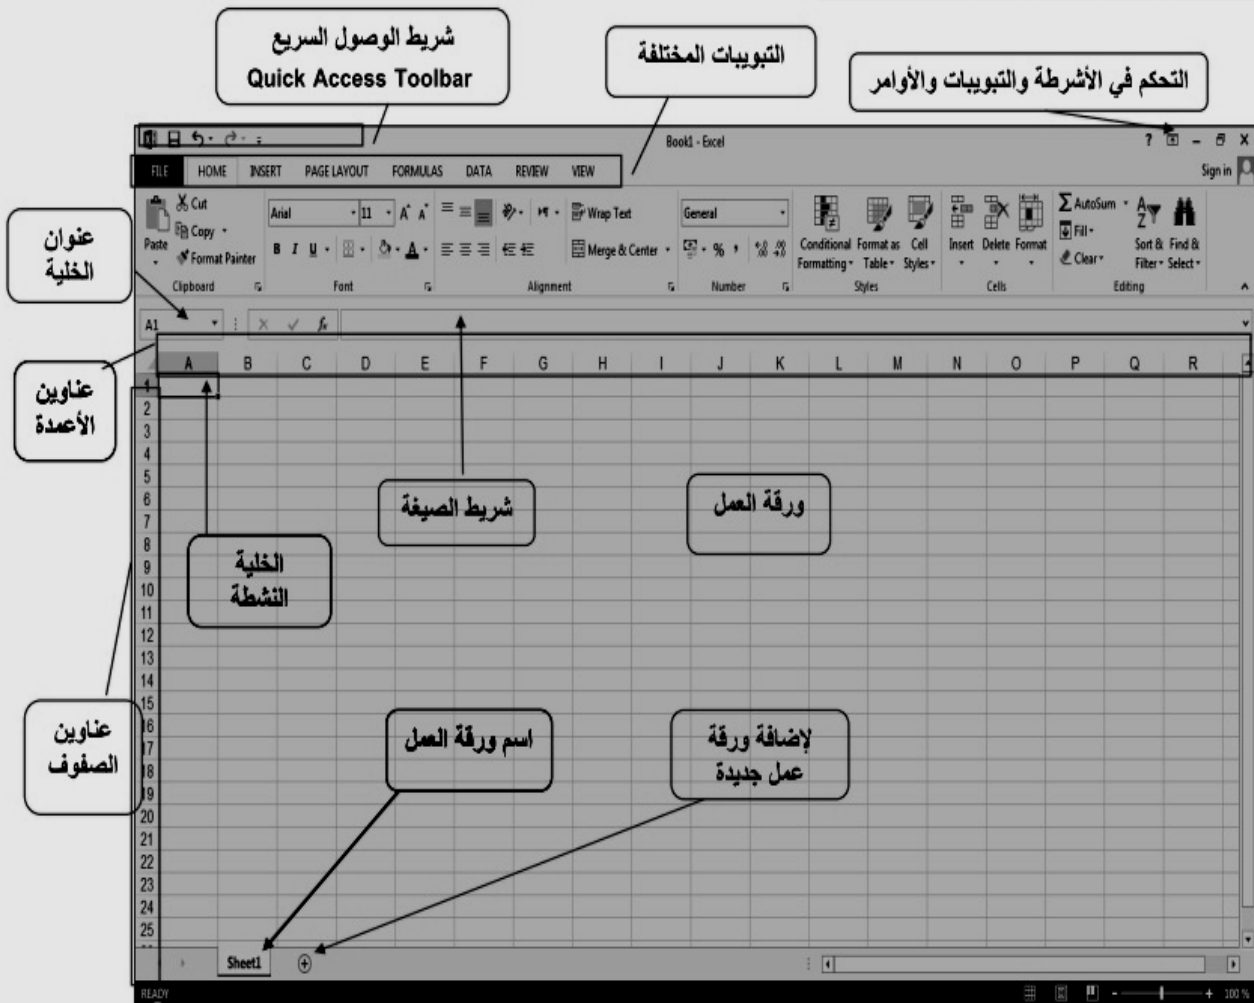 شريط الوصول السريع
Quick Access Toolbar
التبويبات المختلفة
التحكم في الأشرطة والتبويبات والأوامر
Book1 - Excel
?
FILE HOME INSERT PAGE LAYOUT FORMULAS DATA REVIEW VIEW
Sign in
Paste
Cut
Copy
Format Painter
Clipboard
Arial 11 A A
B I U A
Font
Wrap Text
Merge & Center
Alignment
General
% ,
Number
Conditional Formatting
Format as Table
Cell Styles
Styles
Insert Delete Format
Cells
AutoSum
Fill
Clear
Sort & Filter
Find & Select
Editing
عنوان
الخلية
A1 fx
عناوين
الأعمدة
A B C D E F G H I J K L M N O P Q R
1
2
3
4
5
6
7
8
9
10
11
12
13
14
15
16
17
18
19
20
21
22
23
24
25
شريط الصيغة
ورقة العمل
الخلية
النشطة
عناوين
الصفوف
اسم ورقة العمل
لإضافة ورقة
عمل جديدة
Sheet1
READY
100 %